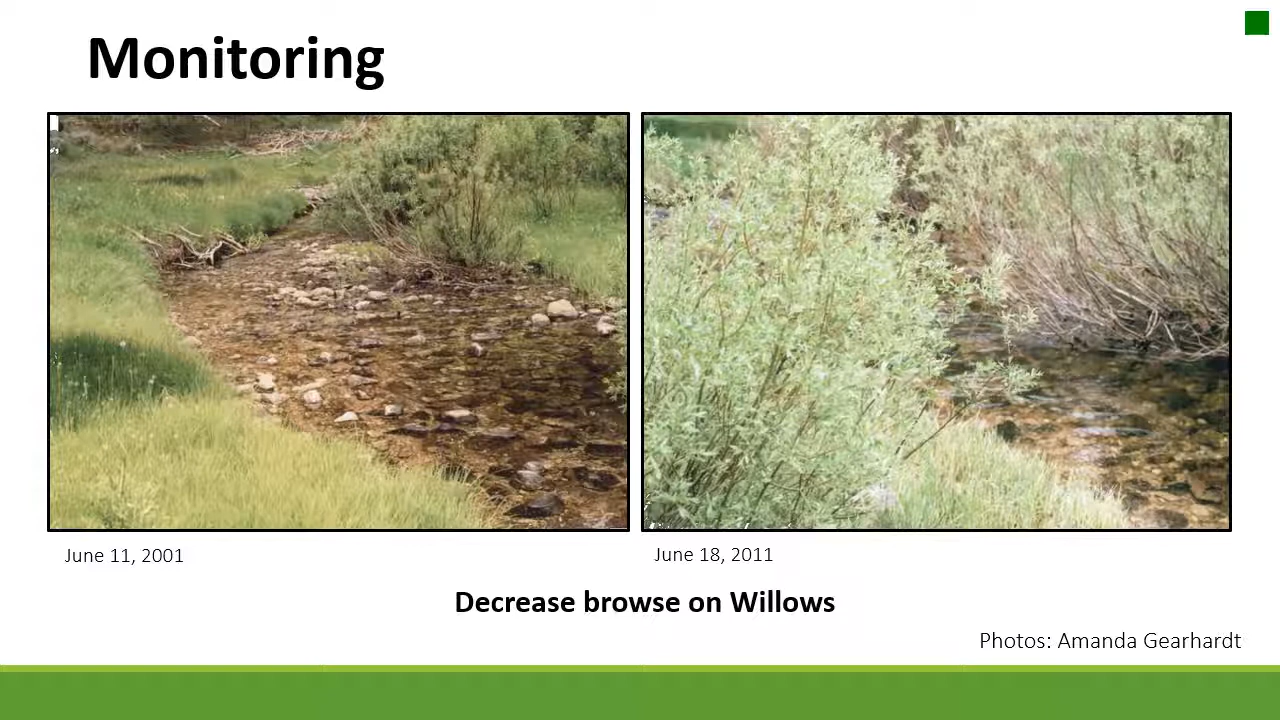 Monitoring
June 11, 2001
June 18, 2011
Decrease browse on Willows
Photos: Amanda Gearhardt